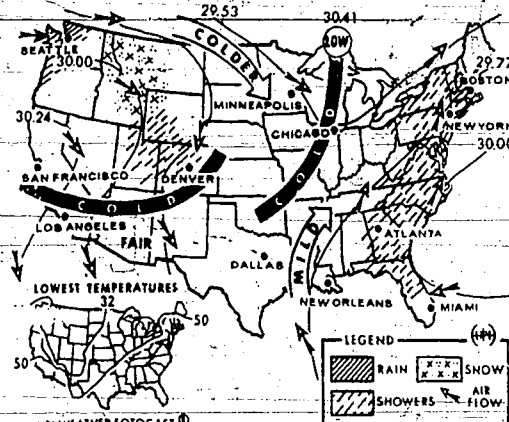 29.53
30.41
LOW
SEATTLE
COLDER
30.00
29.77
BOSTON
MINNEAPOLIS
30.24
CHICAGO
NEW YORK
30.00
COLD
SAN FRANCISCO
DENVER
COLD
LOS ANGELES
FAIR
ATLANTA
DALLAS
MILD
LOWEST TEMPERATURES
32
NEW ORLEANS
MIAMI
50
50
LEGEND
RAIN
SNOW
SHOWERS
AIR
FLOW